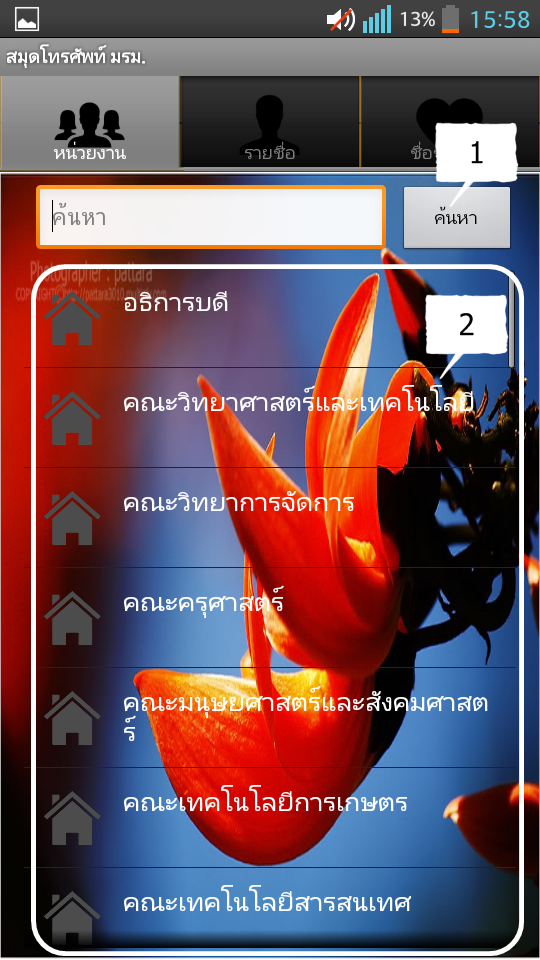 13% 15:58
สมุดโทรศัพท์ มรม.
หน่วยงาน รายชื่อ
1
ค้นหา ค้นหา
Photographer : pattara
อธิการบดี
2
คณะวิทยาศาสตร์และเทคโนโลยี
คณะวิทยาการจัดการ
คณะครุศาสตร์
คณะมนุษยศาสตร์และสังคมศาสต
ร์
คณะเทคโนโลยีการเกษตร
คณะเทคโนโลยีสารสนเทศ